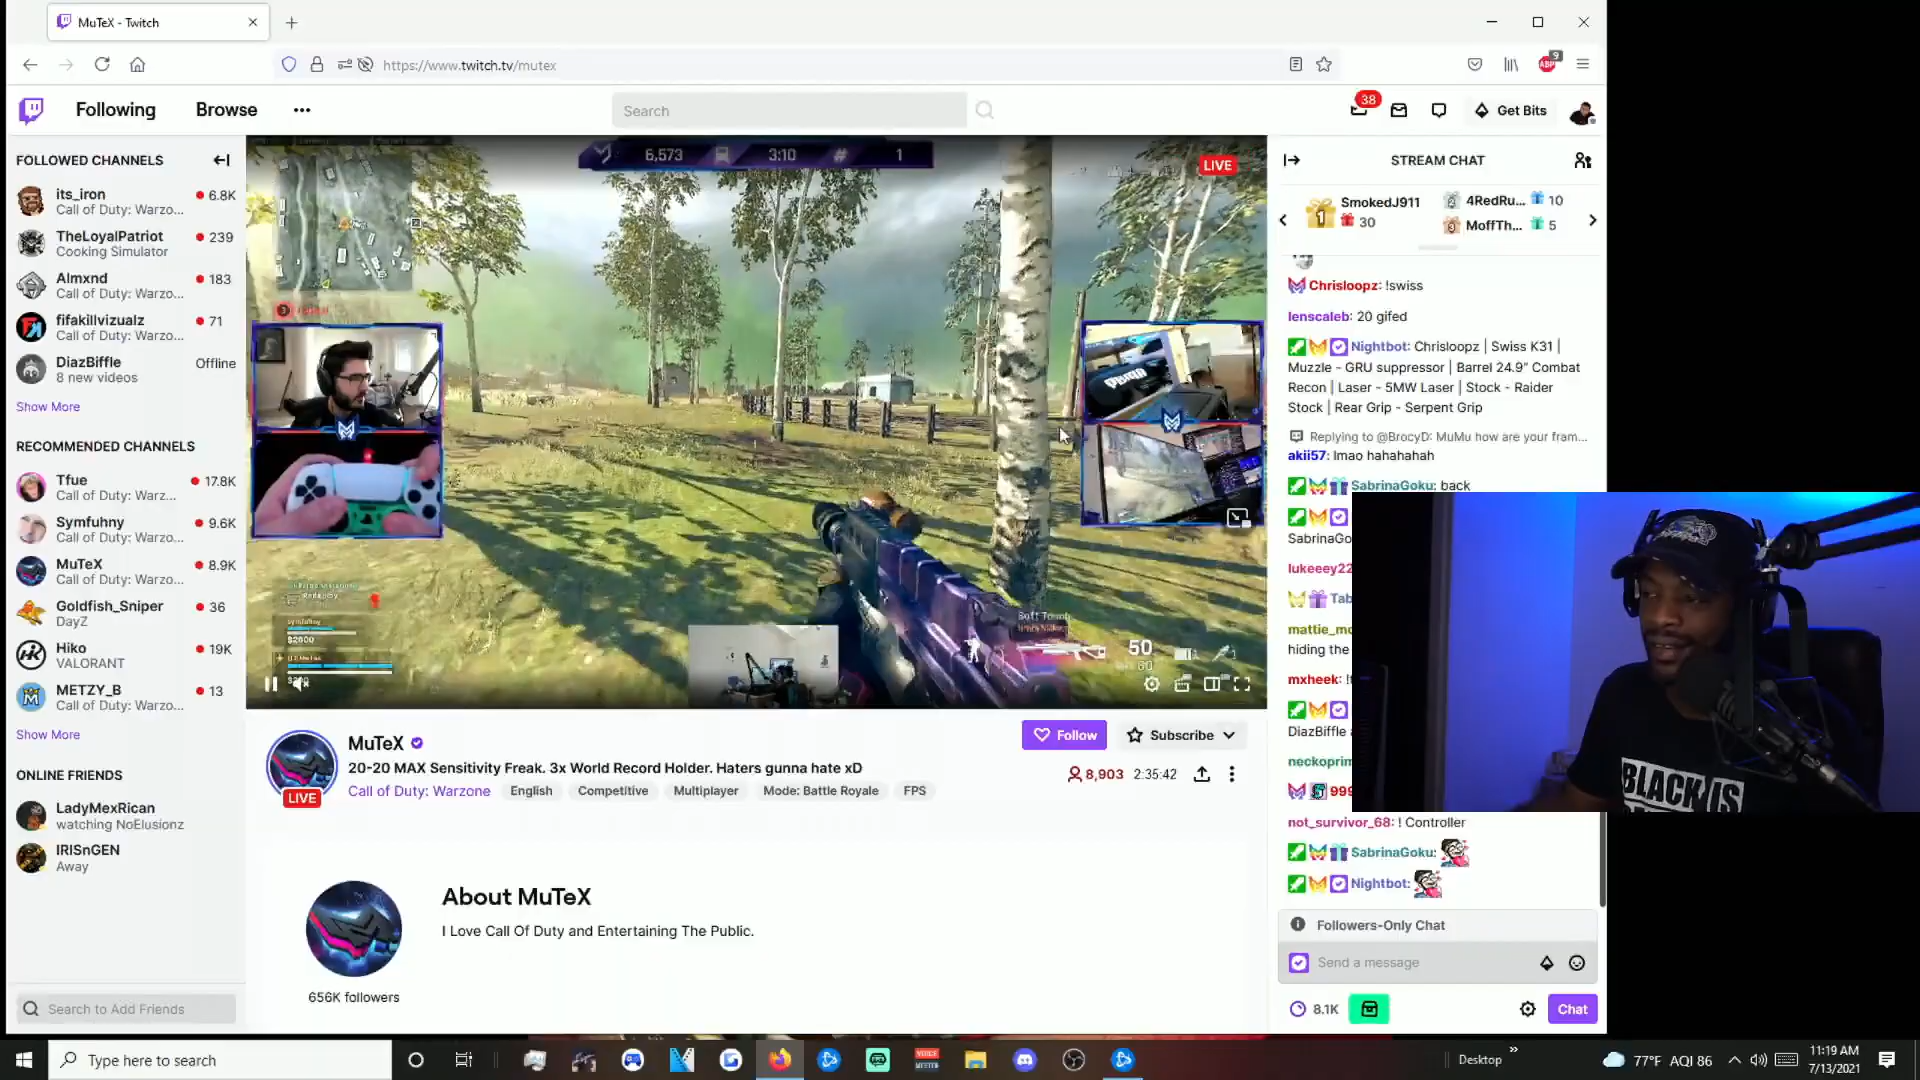 MuTeX - Twitch
https://www.twitch.tv/mutex
9
ABP
Following
Browse
Search
38
Get Bits
FOLLOWED CHANNELS
its_iron
6.8K
Call of Duty: Warzo...
TheLoyalPatriot
239
Cooking Simulator
Almxnd
183
Call of Duty: Warzo...
fifakillvizualz
71
Call of Duty: Warzo...
DiazBiffle
Offline
8 new videos
Show More
RECOMMENDED CHANNELS
Tfue
17.8K
Call of Duty: Warz...
Symfuhny
9.6K
Call of Duty: Warzo...
MuTeX
8.9K
Call of Duty: Warzo...
Goldfish_Sniper
36
DayZ
Hiko
19K
VALORANT
METZY_B
13
Call of Duty: Warzo...
Show More
ONLINE FRIENDS
LadyMexRican
watching NoElusionz
IRISnGEN
Away
Search to Add Friends
6,573
3:10
#
1
LIVE
50
60
MuTeX
20-20 MAX Sensitivity Freak. 3x World Record Holder. Haters gunna hate xD
Call of Duty: Warzone
English
Competitive
Multiplayer
Mode: Battle Royale
FPS
LIVE
Follow
Subscribe
8,903
2:35:42
About MuTeX
I Love Call Of Duty and Entertaining The Public.
656K followers
STREAM CHAT
1
SmokedJ911
30
2
4RedRu...
10
3
MoffTh...
5
Chrisloopz: !swiss
lenscaleb: 20 gifed
Nightbot: Chrisloopz | Swiss K31 |
Muzzle - GRU suppressor | Barrel 24.9" Combat
Recon | Laser - 5MW Laser | Stock - Raider
Stock | Rear Grip - Serpent Grip
Replying to @BrocyD: MuMu how are your fram...
akii57: lmao hahahahah
SabrinaGoku: back
SabrinaGo
lukeeey22
Tab
mattie_mo
hiding the
mxheek: !
DiazBiffle
neckoprim
999
not_survivor_68: ! Controller
SabrinaGoku:
Nightbot:
BLACK IS
Followers-Only Chat
Send a message
8.1K
Chat
Type here to search
Desktop
77°F AQI 86
11:19 AM
7/13/2021